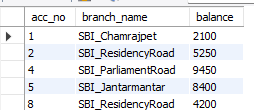 acc_no branch_name balance
1 SBI_Chamrajpet 2100
2 SBI_ResidencyRoad 5250
4 SBI_ParliamentRoad 9450
5 SBI_Jantarmantar 8400
8 SBI_ResidencyRoad 4200